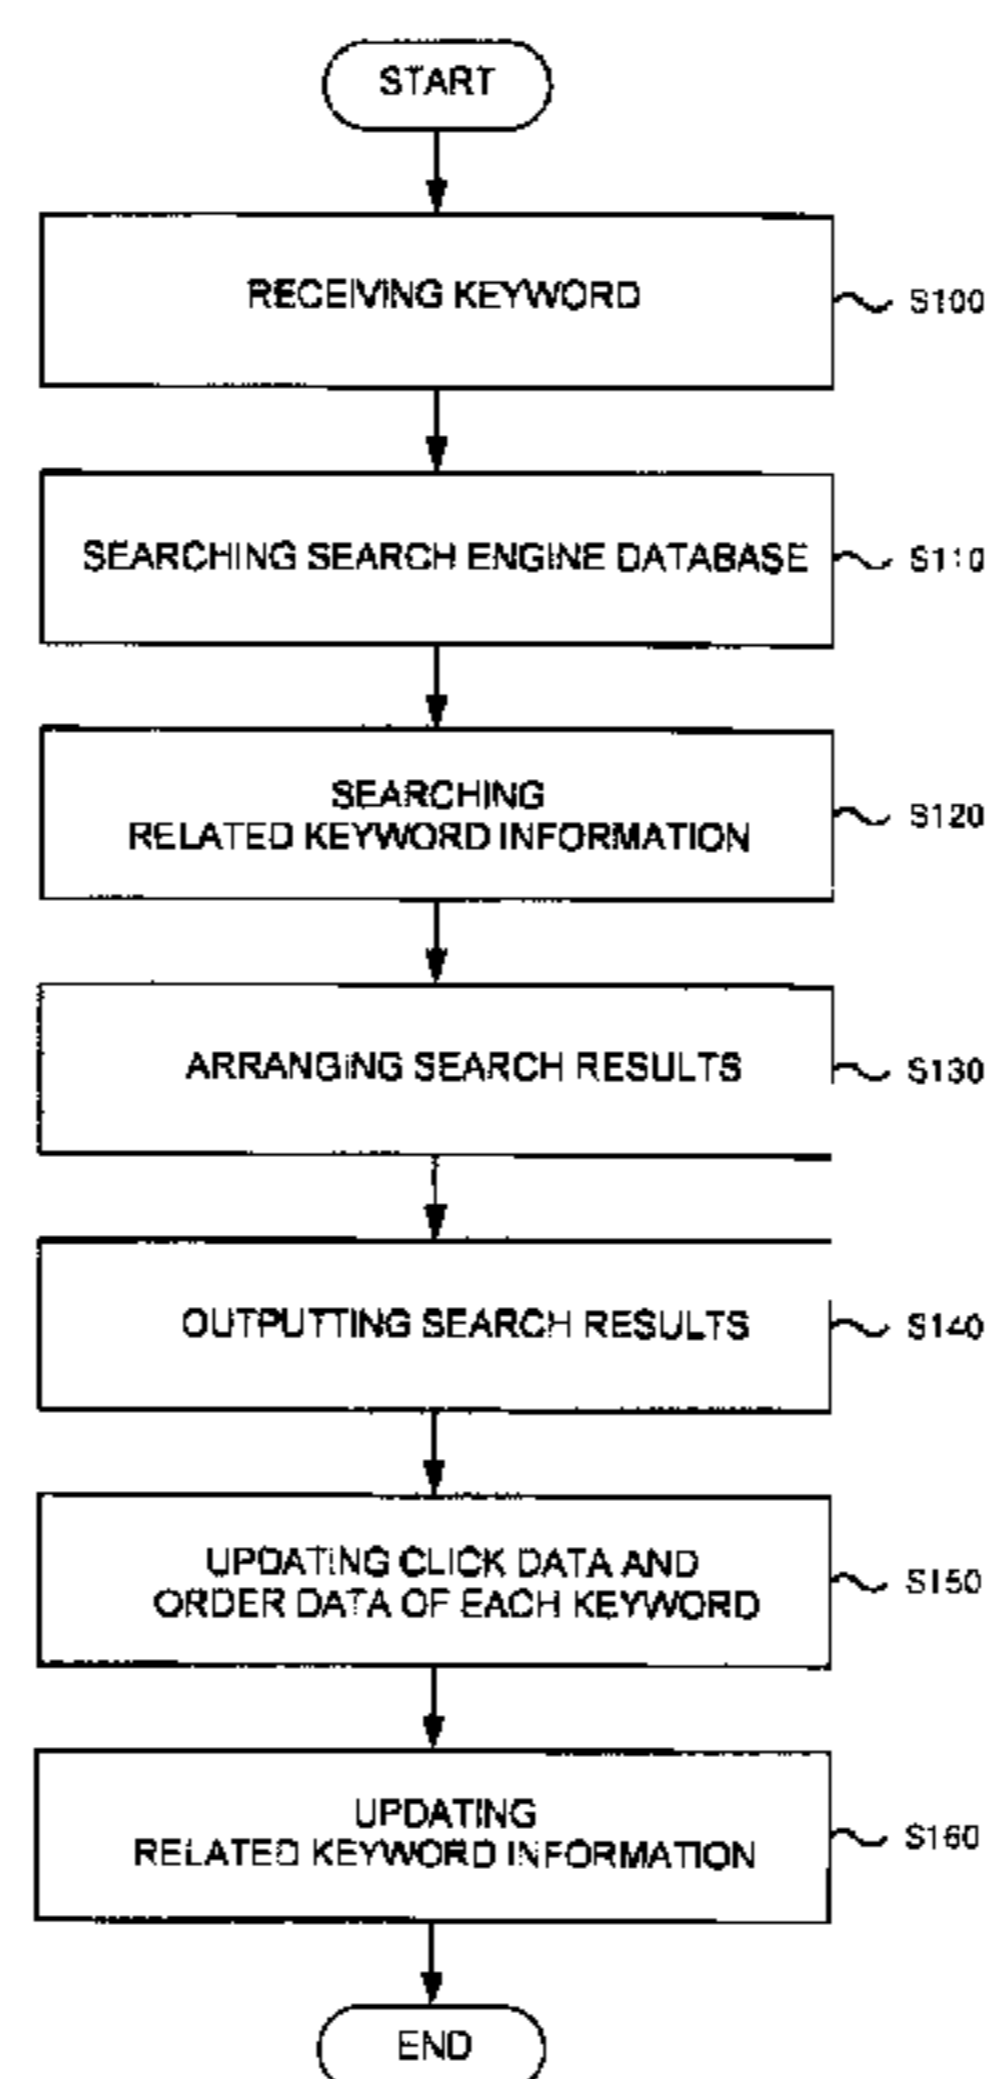 START
RECEIVING KEYWORD
S100
SEARCHING SEARCH ENGINE DATABASE
S110
SEARCHING
RELATED KEYWORD INFORMATION
S120
ARRANGING SEARCH RESULTS
S130
OUTPUTTING SEARCH RESULTS
S140
UPDATING CLICK DATA AND
ORDER DATA OF EACH KEYWORD
S150
UPDATING
RELATED KEYWORD INFORMATION
S160
END